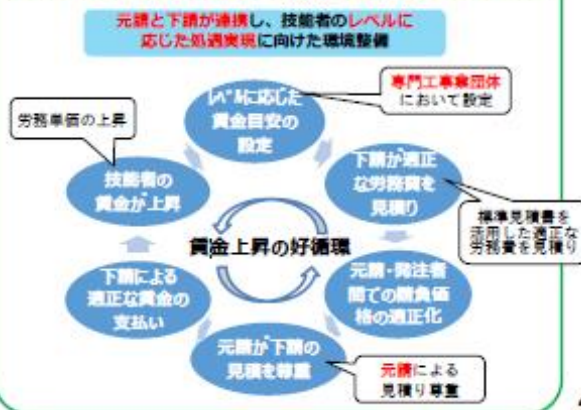 元請と下請が連携し、技能者のレベルに
応じた処遇実現に向けた環境整備
専門工事業団体
において設定
レベルに応じた
賃金目安の
設定
労務単価の上昇
技能者の
賃金が上昇
下請が適正
な労務費を
見積り
標準見積書を
活用した適正な
労務費を見積り
賃金上昇の好循環
下請による
適正な賃金の
支払い
元請・発注者
間での請負価
格の適正化
元請が下請の
見積を尊重
元請による
見積り尊重